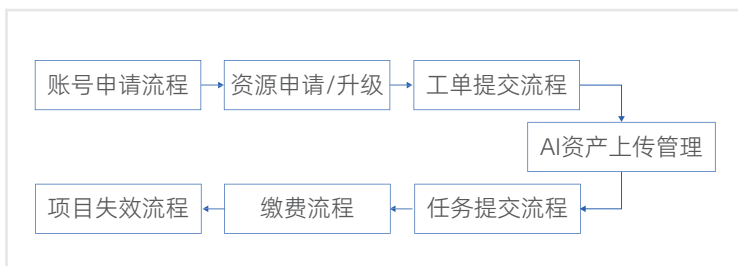 账号申请流程
资源申请/升级
工单提交流程
AI资产上传管理
任务提交流程
缴费流程
项目失效流程